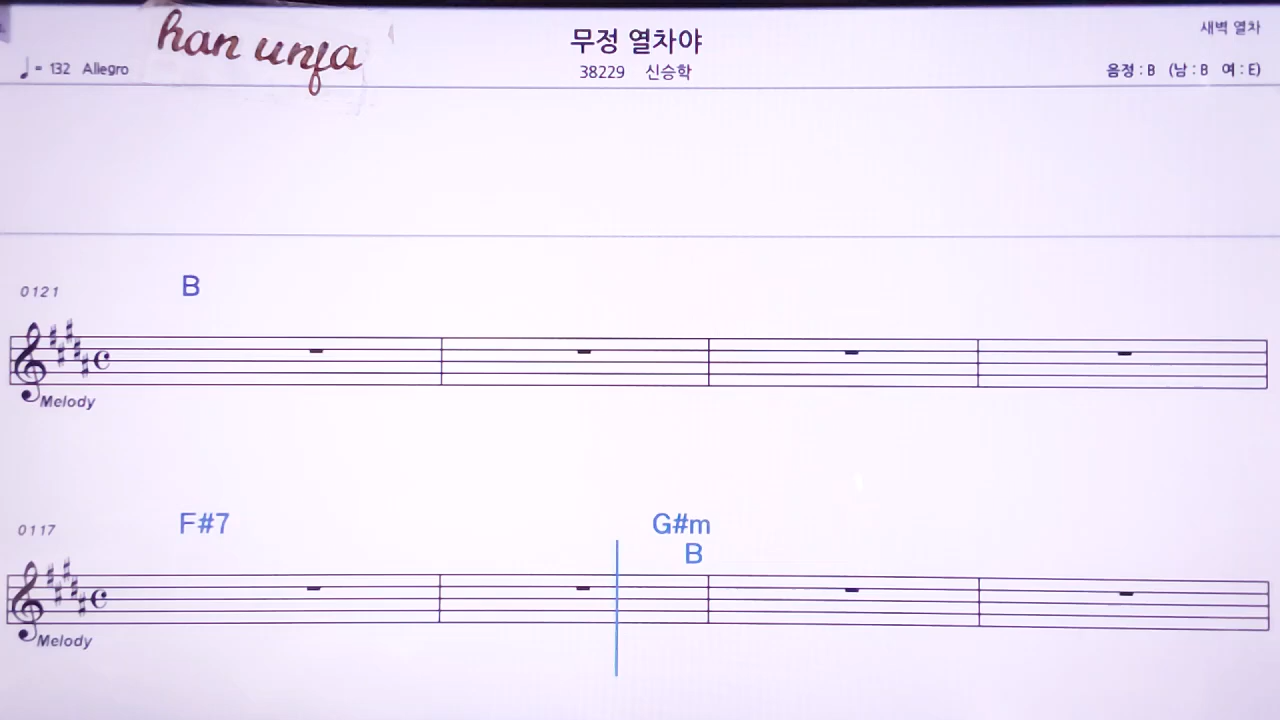 han unfa
무정 열차야
새벽 열차
♩ = 132 Allegro
38229 신승학
음정 : B (남 : B 여 : E)
B
0121
Melody
F#7 G#m
0117
B
Melody